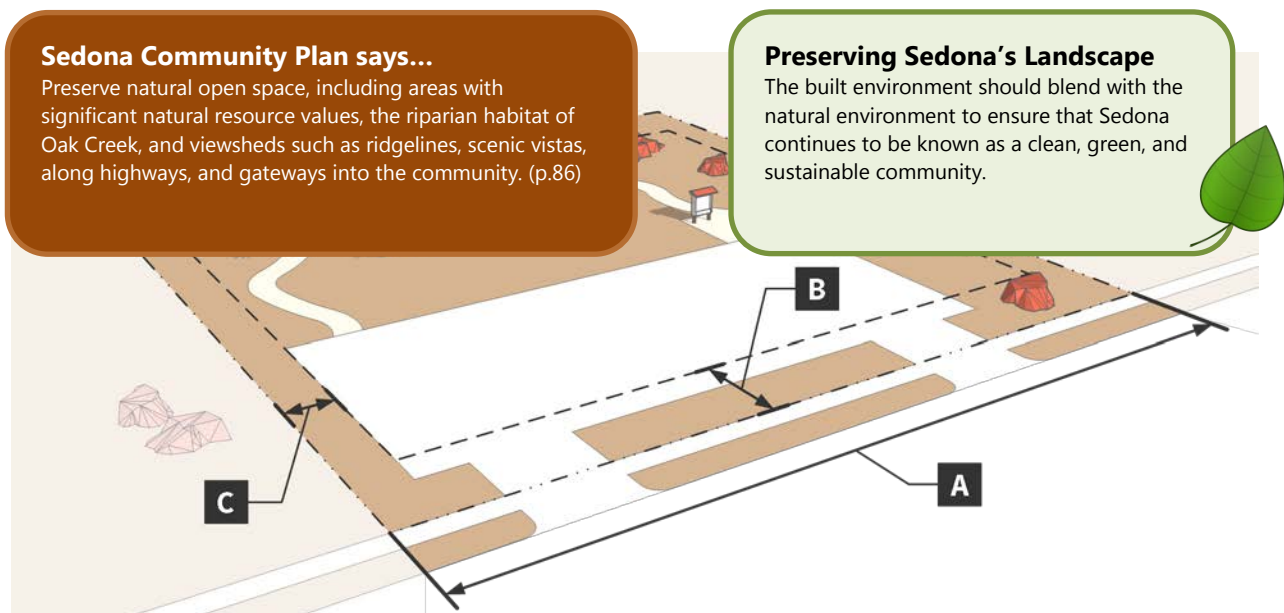 Sedona Community Plan says…
Preserve natural open space, including areas with
significant natural resource values, the riparian habitat of
Oak Creek, and viewsheds such as ridgelines, scenic vistas,
along highways, and gateways into the community. (p.86)
Preserving Sedona’s Landscape
The built environment should blend with the
natural environment to ensure that Sedona
continues to be known as a clean, green, and
sustainable community.
B
C
A